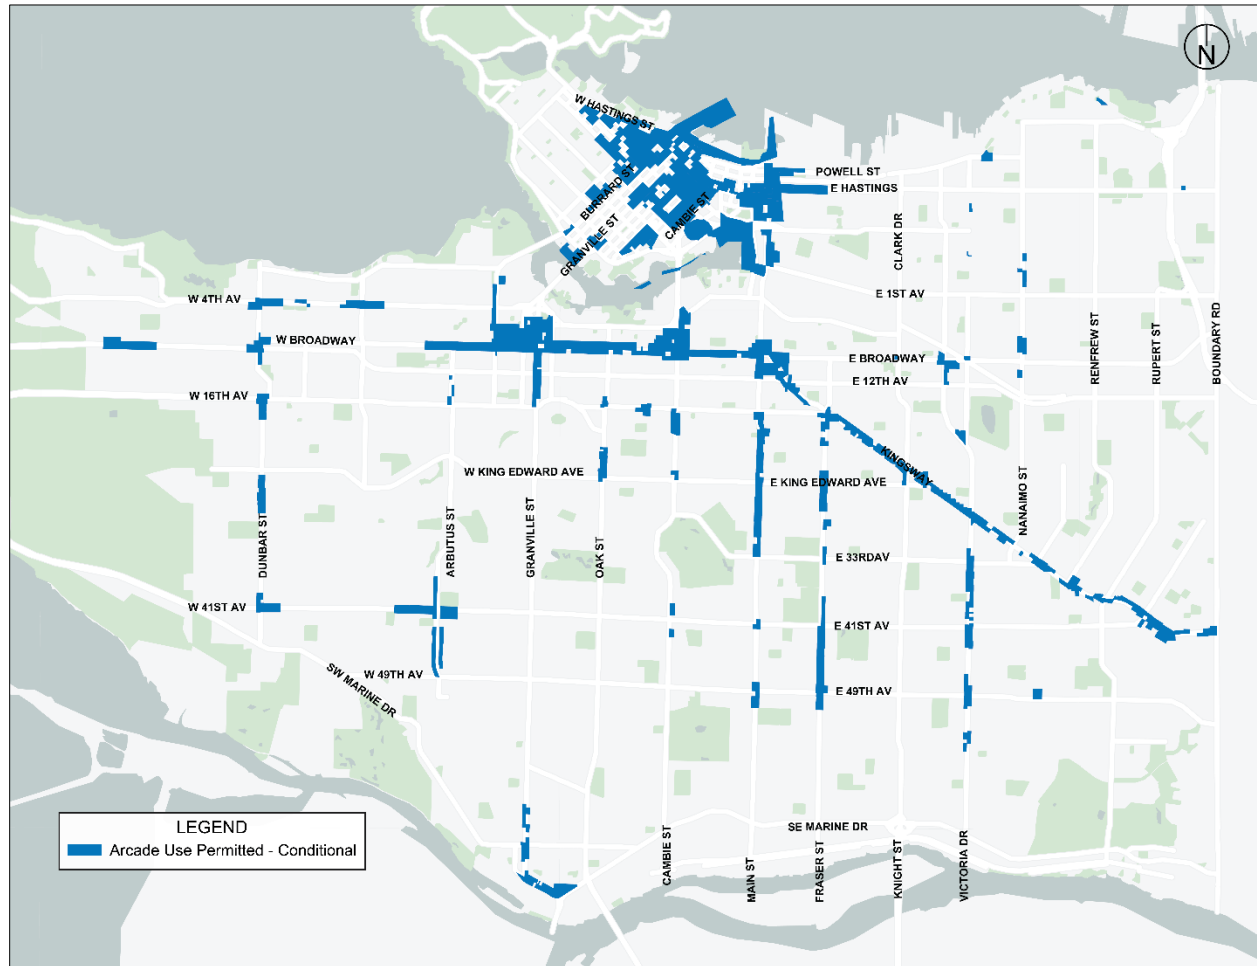 N
W HASTINGS ST
POWELL ST
E HASTINGS
BURRARD ST
CAMBIE ST
GRANVILLE ST
CLARK DR
W 4TH AV
E 1ST AV
W BROADWAY
E BROADWAY
RENFREW ST
RUPERT ST
BOUNDARY RD
E 12TH AV
W 16TH AV
W KING EDWARD AVE
E KING EDWARD AVE
KINGSWAY
NANAIMO ST
DUNBAR ST
ARBUTUS ST
GRANVILLE ST
OAK ST
E 33RDAV
W 41ST AV
E 41ST AV
W 49TH AV
E 49TH AV
SW MARINE DR
SE MARINE DR
CAMBIE ST
MAIN ST
FRASER ST
KNIGHT ST
VICTORIA DR
LEGEND
Arcade Use Permitted - Conditional